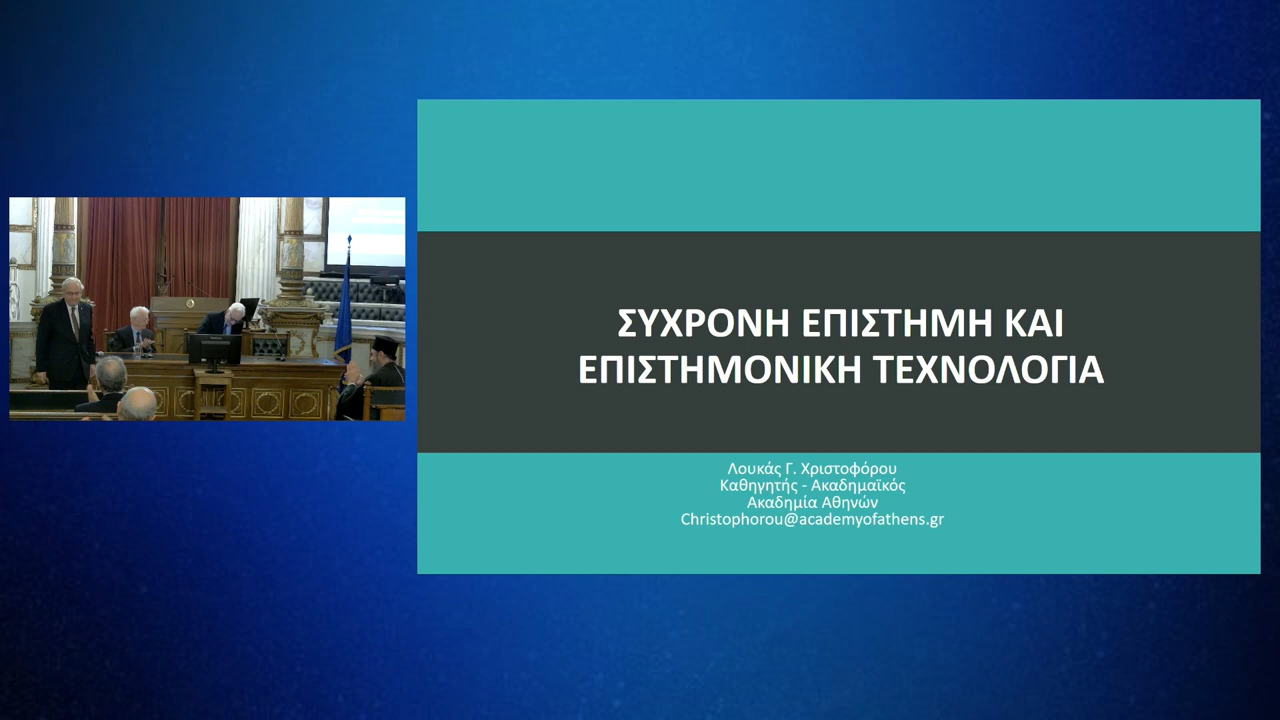 ΣΥΧΡΟΝΗ ΕΠΙΣΤΗΜΗ ΚΑΙ
ΕΠΙΣΤΗΜΟΝΙΚΗ ΤΕΧΝΟΛΟΓΙΑ
Λουκάς Γ. Χριστοφόρου
Καθηγητής - Ακαδημαϊκός
Ακαδημία Αθηνών
Christophorou@academyofathens.gr